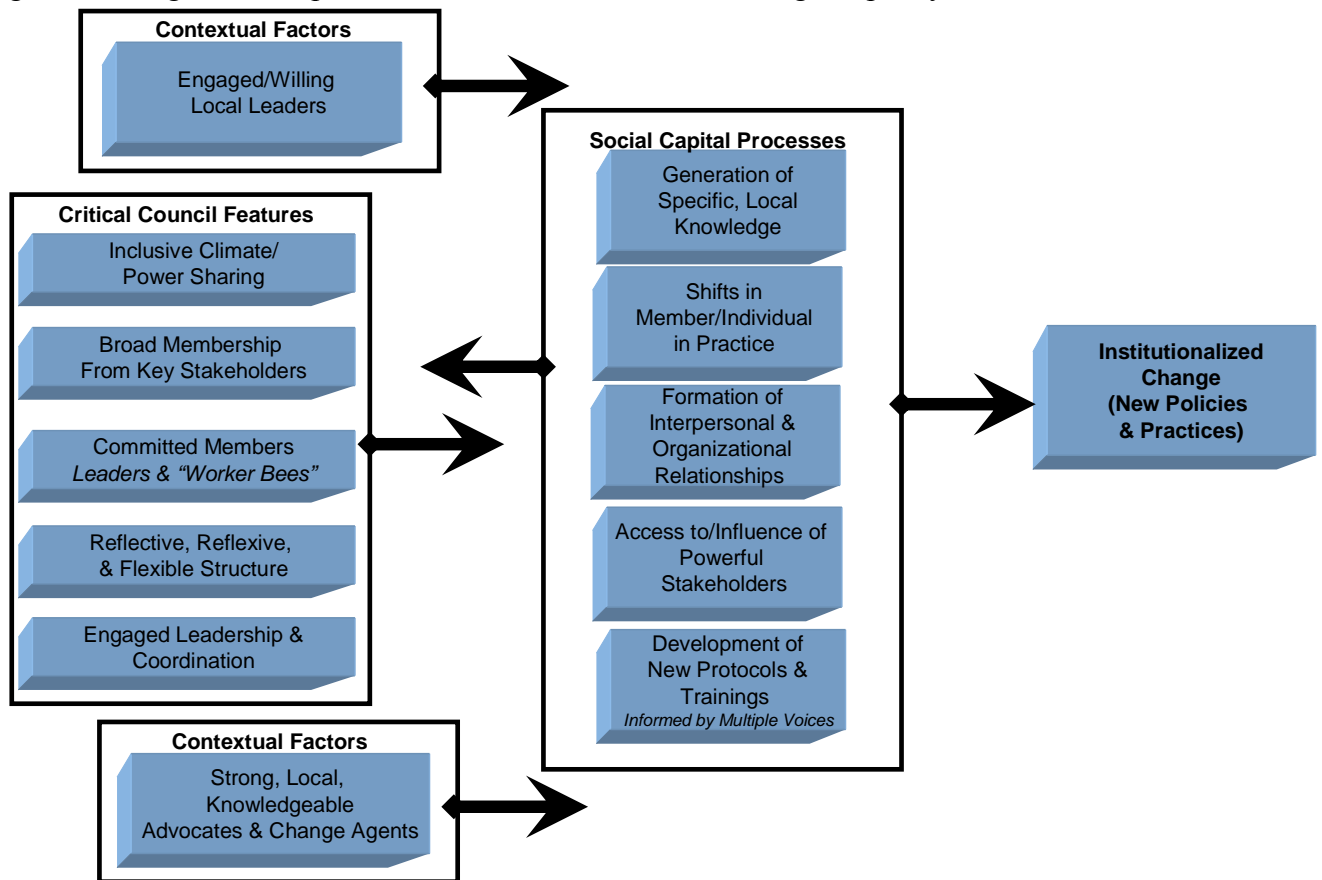 Contextual Factors
Engaged/Willing
Local Leaders
Critical Council Features
Inclusive Climate/
Power Sharing
Broad Membership
From Key Stakeholders
Committed Members
Leaders & “Worker Bees”
Reflective, Reflexive,
& Flexible Structure
Engaged Leadership &
Coordination
Contextual Factors
Strong, Local,
Knowledgeable
Advocates & Change Agents
Social Capital Processes
Generation of
Specific, Local
Knowledge
Shifts in
Member/Individual
in Practice
Formation of
Interpersonal &
Organizational
Relationships
Access to/Influence of
Powerful
Stakeholders
Development of
New Protocols &
Trainings
Informed by Multiple Voices
Institutionalized
Change
(New Policies
& Practices)